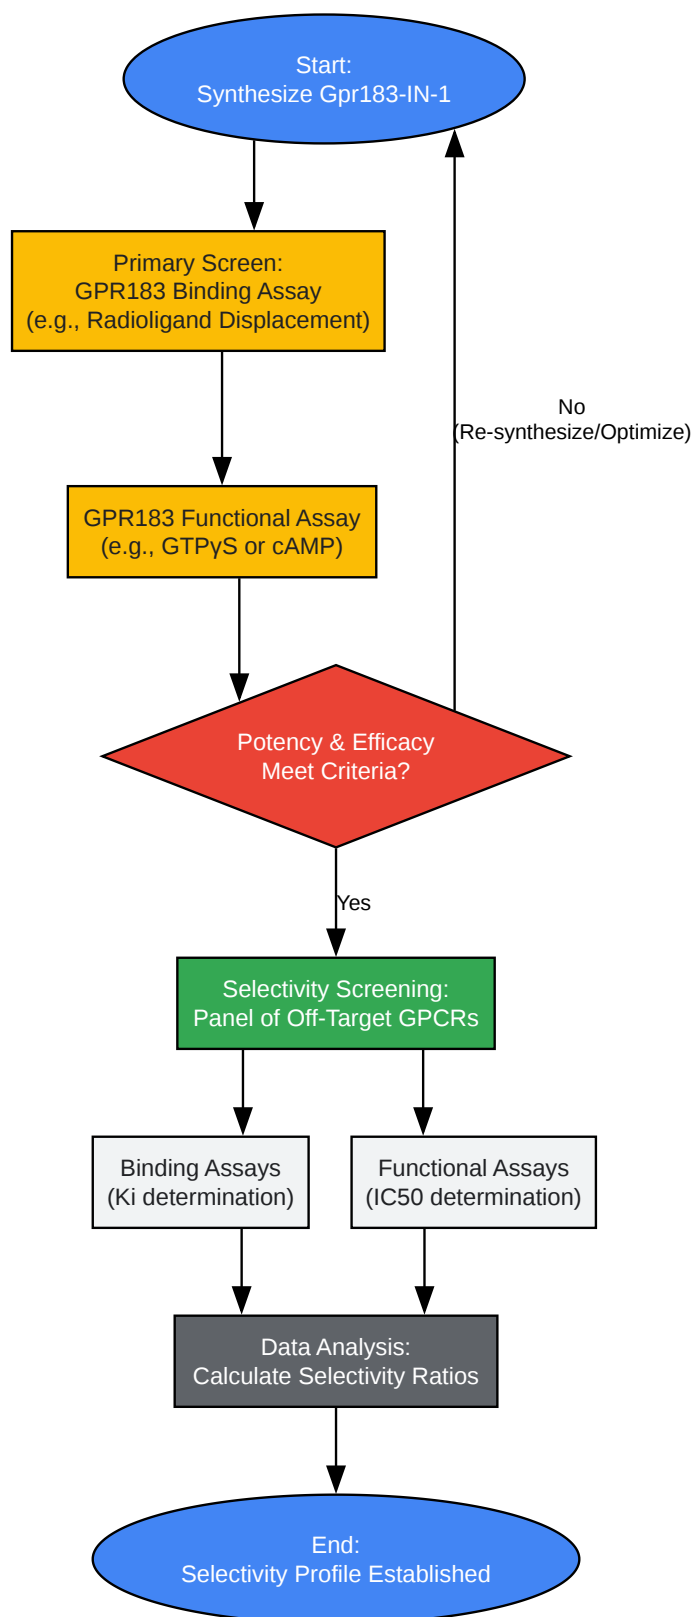 Start:
Synthesize Gpr183-IN-1
Primary Screen:
GPR183 Binding Assay
(e.g., Radioligand Displacement)
No
(Re-synthesize/Optimize)
GPR183 Functional Assay
(e.g., GTPγS or cAMP)
Potency & Efficacy
Meet Criteria?
Yes
Selectivity Screening:
Panel of Off-Target GPCRs
Binding Assays
(Ki determination)
Functional Assays
(IC50 determination)
Data Analysis:
Calculate Selectivity Ratios
End:
Selectivity Profile Established